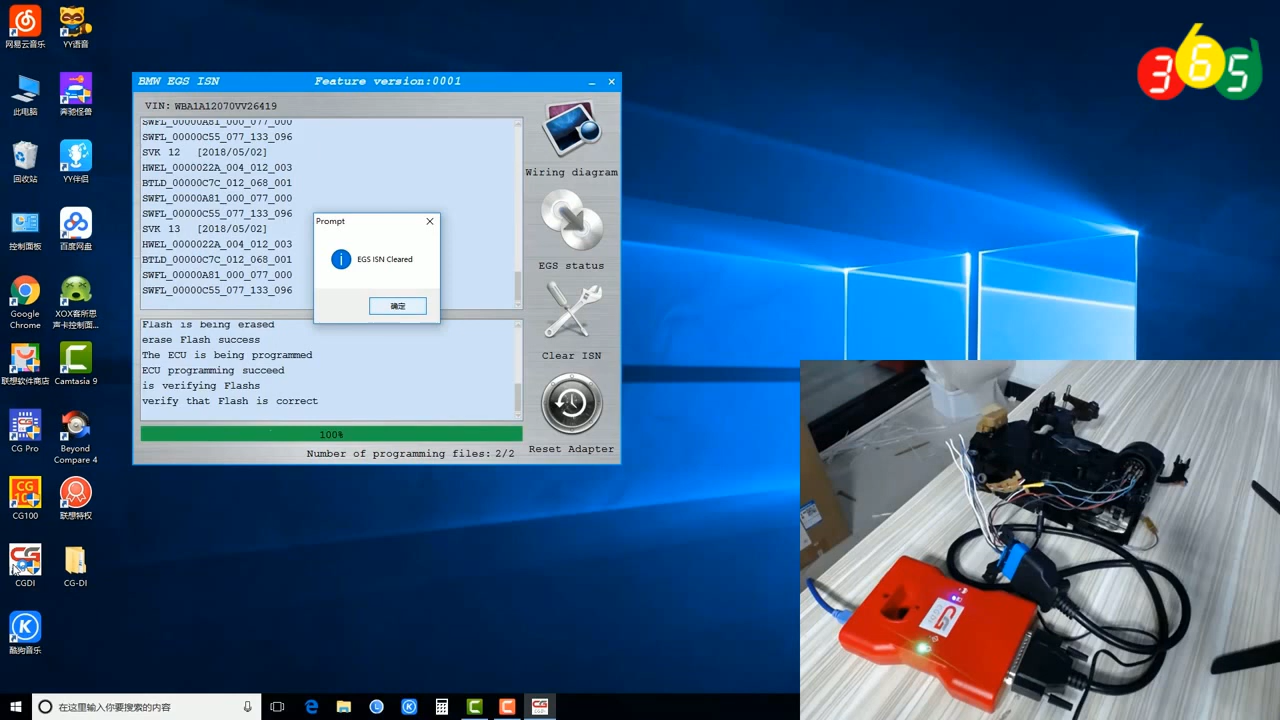 网易云音乐
YY语音
此电脑
奔驰怪兽
回收站
YY伴侣
控制面板
百度网盘
Google
Chrome
XOX客所思
声卡控制面...
联想软件商店
Camtasia 9
CG Pro
Beyond
Compare 4
CG100
联想特权
CGDI
CG-DI
酷狗音乐
365
BMW EGS ISN
Feature version:0001
VIN: WBA1A12070VV26419
SWFL_00000A81_000_077_000
SWFL_00000C55_077_133_096
SVK 12 [2018/05/02]
HWEL_0000022A_004_012_003
BTLD_00000C7C_012_068_001
SWFL_00000A81_000_077_000
SWFL_00000C55_077_133_096
SVK 13 [2018/05/02]
HWEL_0000022A_004_012_003
BTLD_00000C7C_012_068_001
SWFL_00000A81_000_077_000
SWFL_00000C55_077_133_096
Prompt
EGS ISN Cleared
确定
Flash is being erased
erase Flash success
The ECU is being programmed
ECU programming succeed
is verifying Flashs
verify that Flash is correct
100%
Number of programming files: 2/2
Wiring diagram
EGS status
Clear ISN
Reset Adapter
在这里输入你要搜索的内容
CG